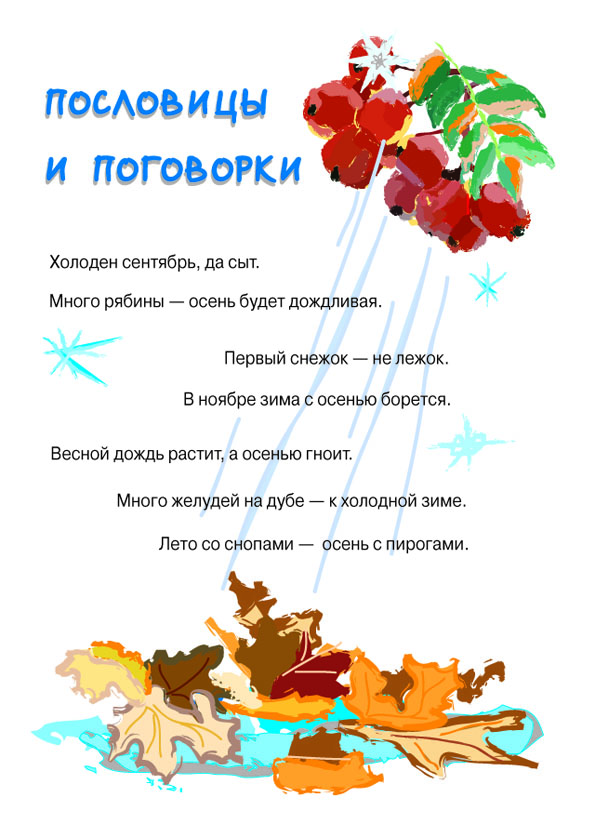 ПОСЛОВИЦЫ
И ПОГОВОРКИ
Холоден сентябрь, да сыт.
Много рябины — осень будет дождливая.
Первый снежок — не лежок.
В ноябре зима с осенью борется.
Весной дождь растит, а осенью гноит.
Много желудей на дубе — к холодной зиме.
Лето со снопами — осень с пирогами.